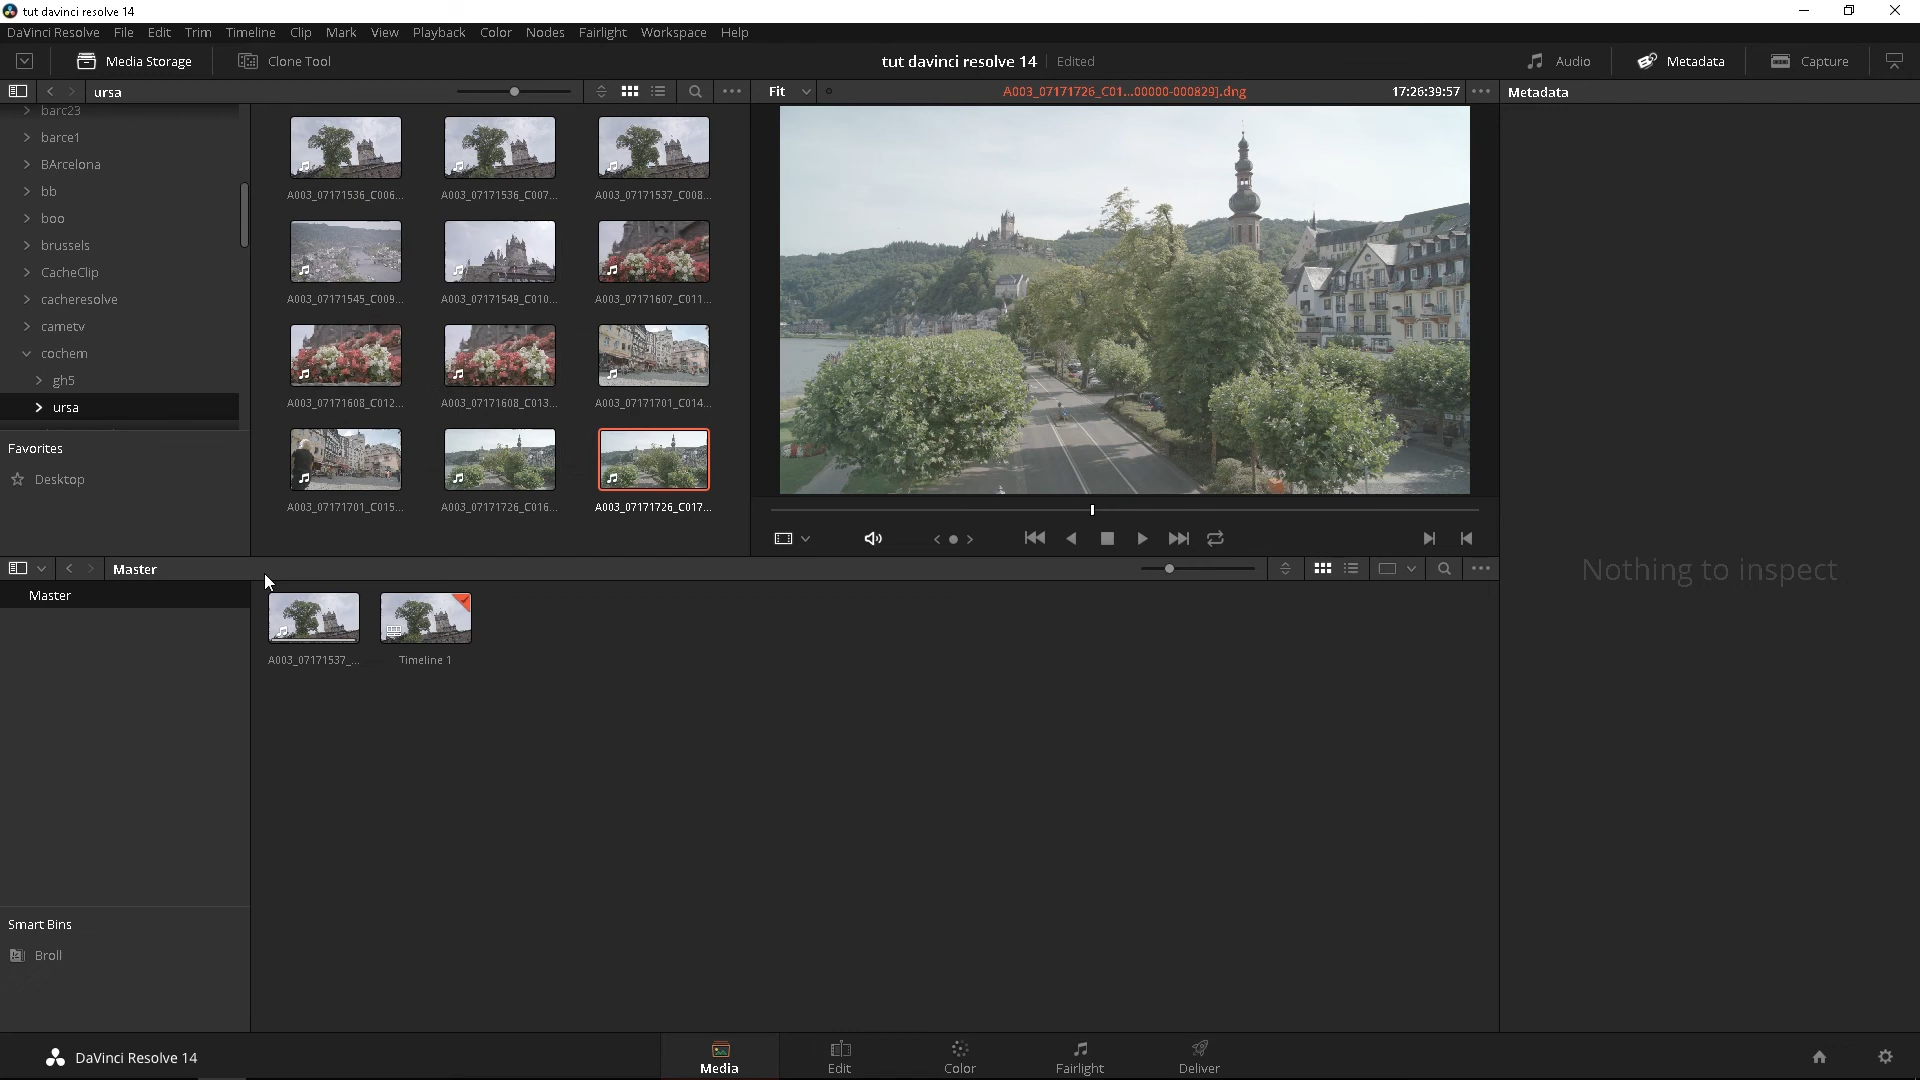 tut davinci resolve 14
DaVinci Resolve File Edit Trim Timeline Clip Mark View Playback Color Nodes Fairlight Workspace Help
Media Storage Clone Tool tut davinci resolve 14 Edited Audio Metadata Capture
ursa Fit A003_07171726_C01...00000-000829].dng 17:26:39:57 Metadata
barc23
barce1
BArcelona
bb
boo
brussels
CacheClip
cacheresolve
cametv
cochem
gh5
ursa
Favorites
Desktop
A003_07171536_C006... A003_07171536_C007... A003_07171537_C008...
A003_07171545_C009... A003_07171549_C010... A003_07171607_C011...
A003_07171608_C012... A003_07171608_C013... A003_07171701_C014...
A003_07171701_C015... A003_07171726_C016... A003_07171726_C017...
Nothing to inspect
Master
Master
A003_07171537_... Timeline 1
Smart Bins
Broll
DaVinci Resolve 14
Media Edit Color Fairlight Deliver